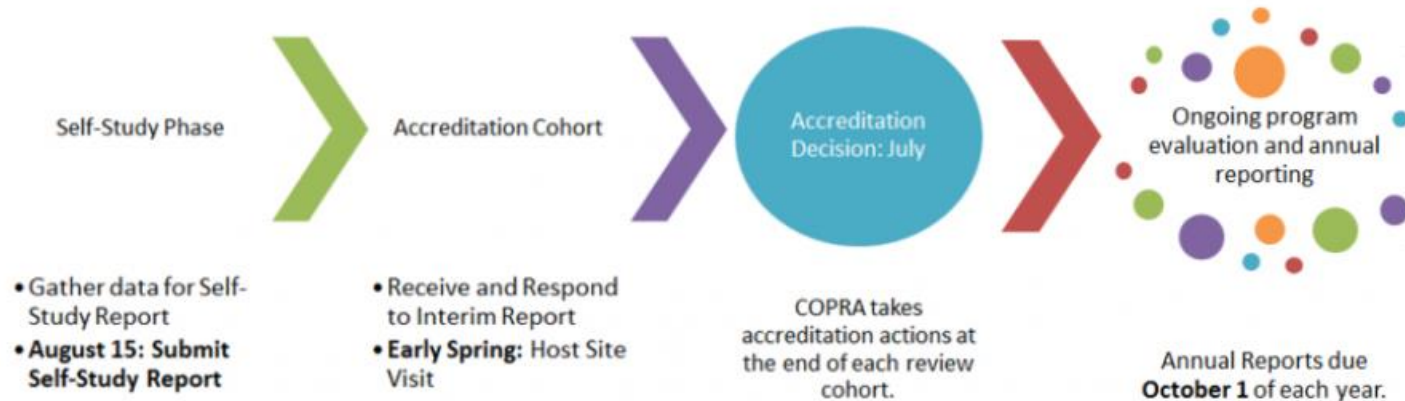 Self-Study Phase
• Gather data for Self-
Study Report
• August 15: Submit
Self-Study Report
Accreditation Cohort
• Receive and Respond
to Interim Report
• Early Spring: Host Site
Visit
Accreditation
Decision: July
COPRA takes
accreditation actions at
the end of each review
cohort.
Ongoing program
evaluation and annual
reporting
Annual Reports due
October 1 of each year.